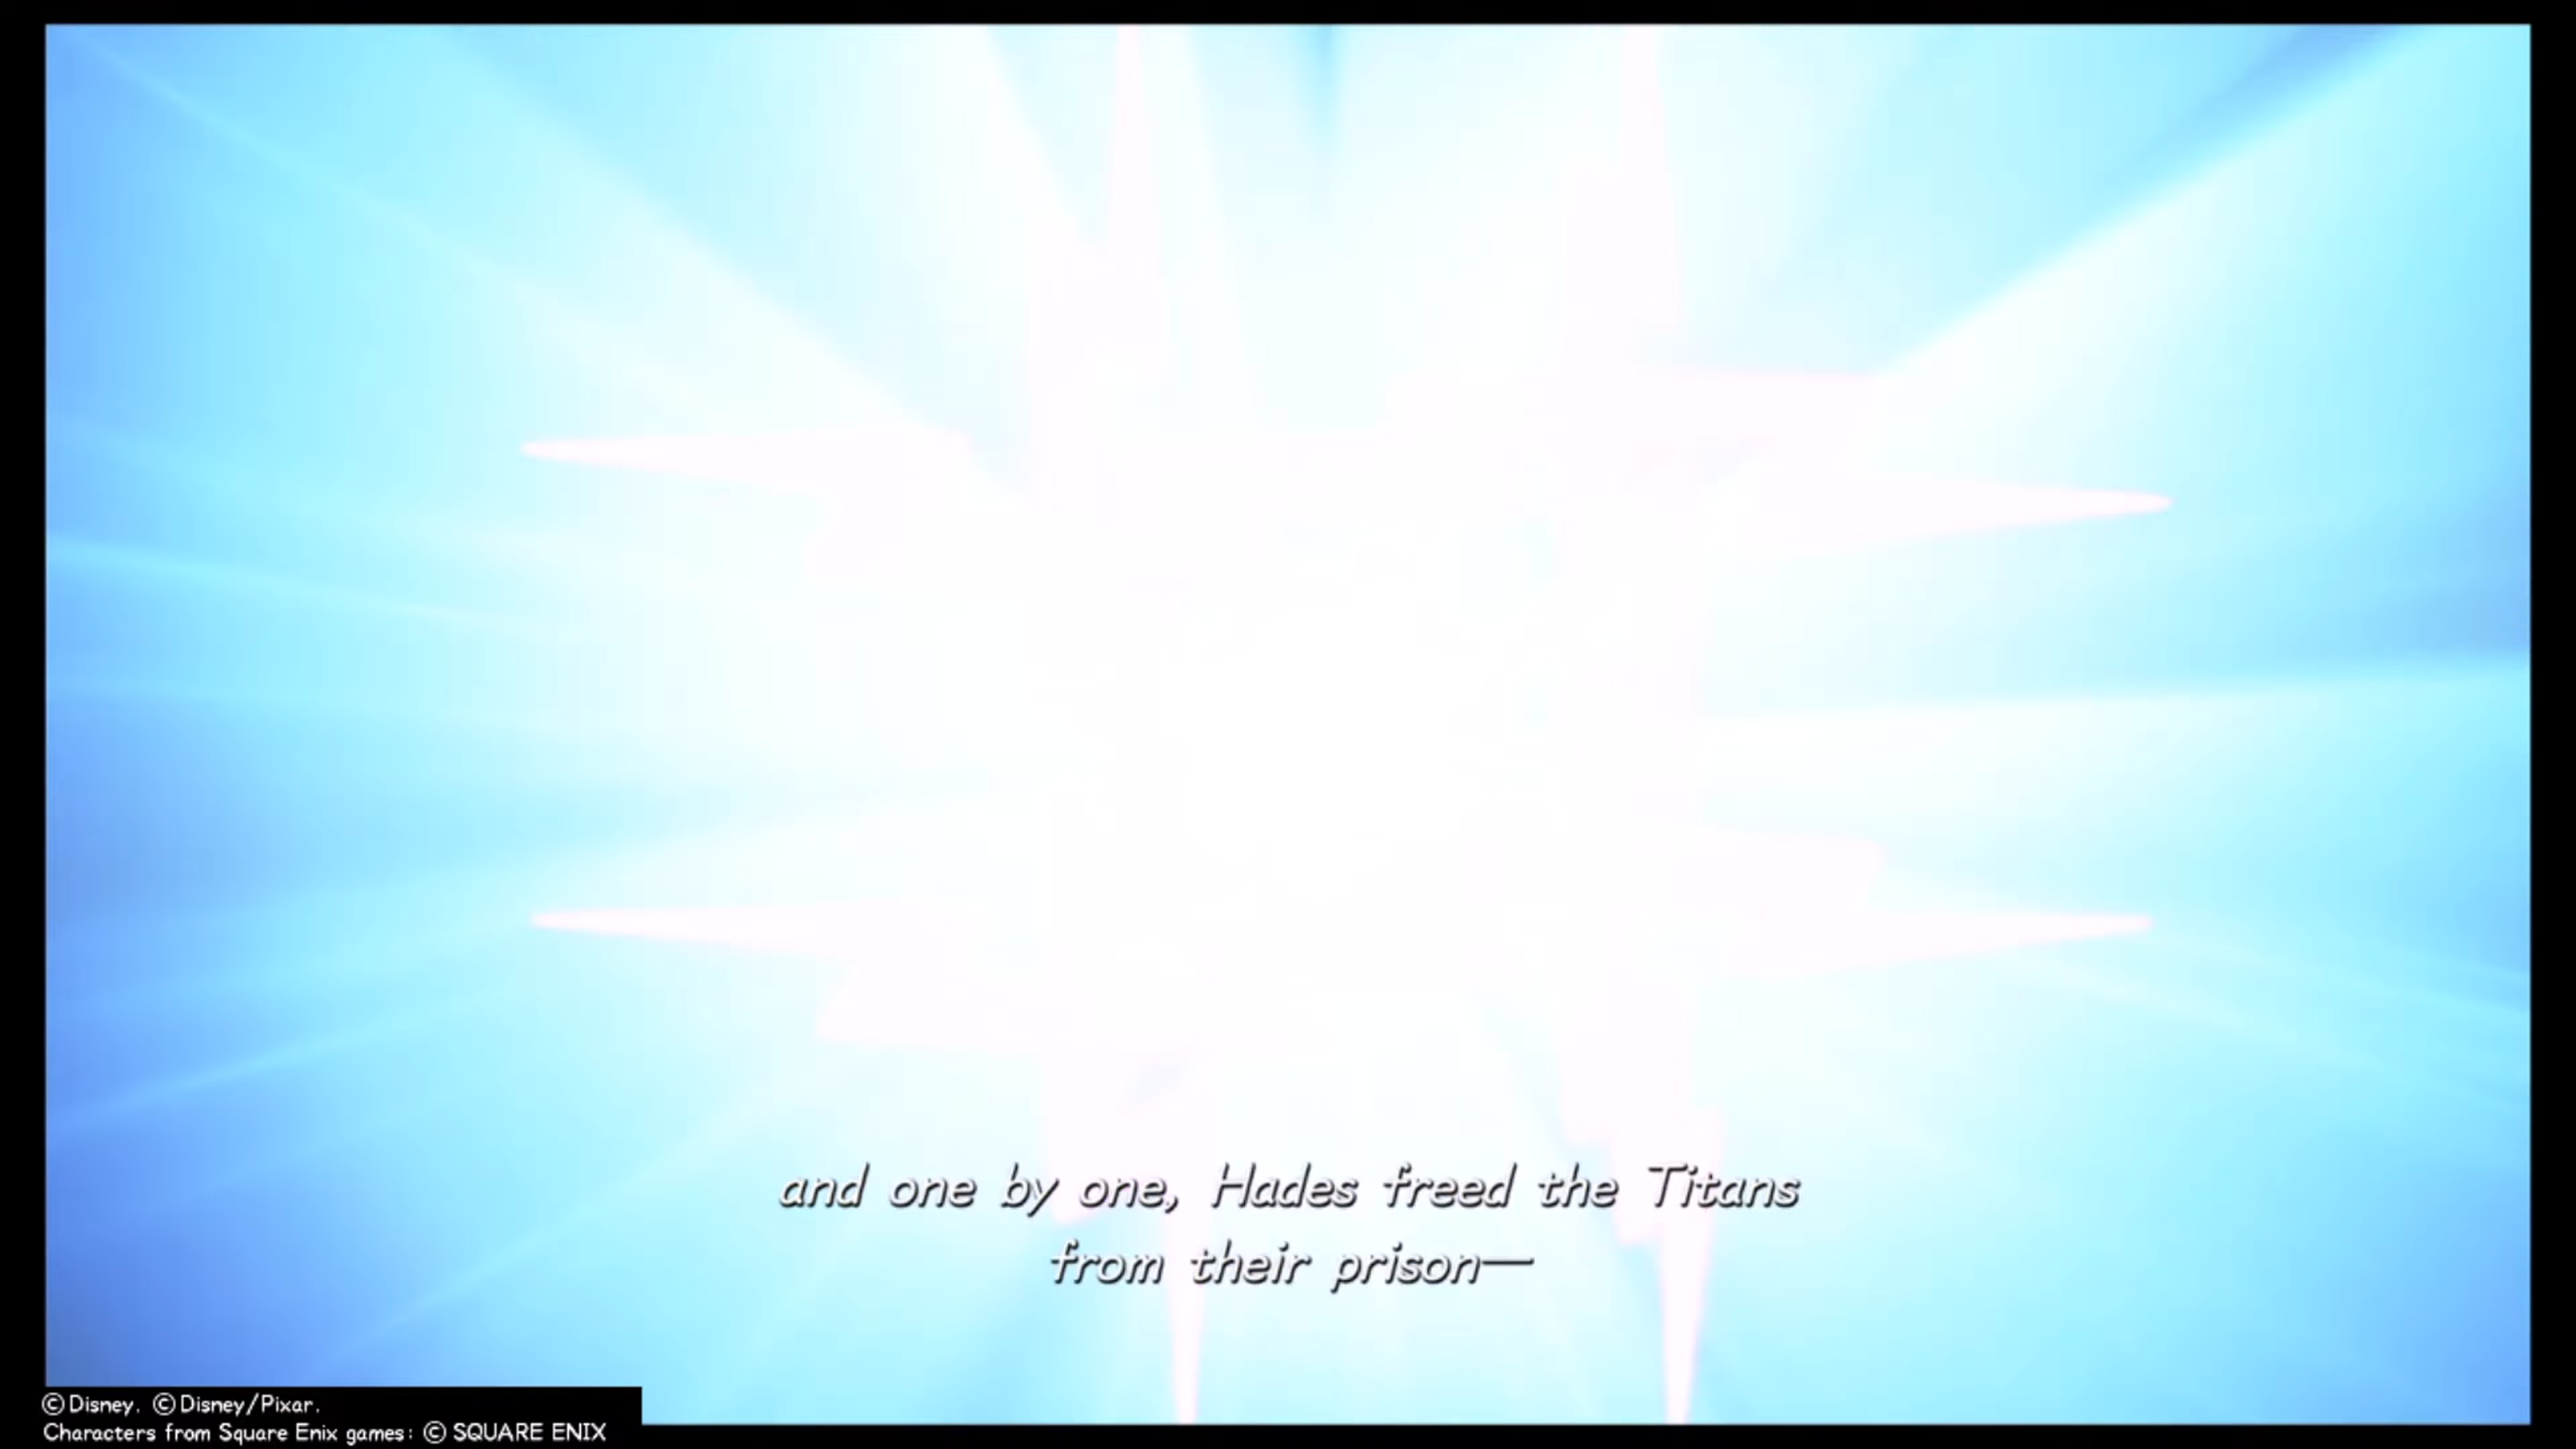 and one by one, Hades freed the Titans
from their prison—
©Disney. ©Disney/Pixar.
Characters from Square Enix games: © SQUARE ENIX